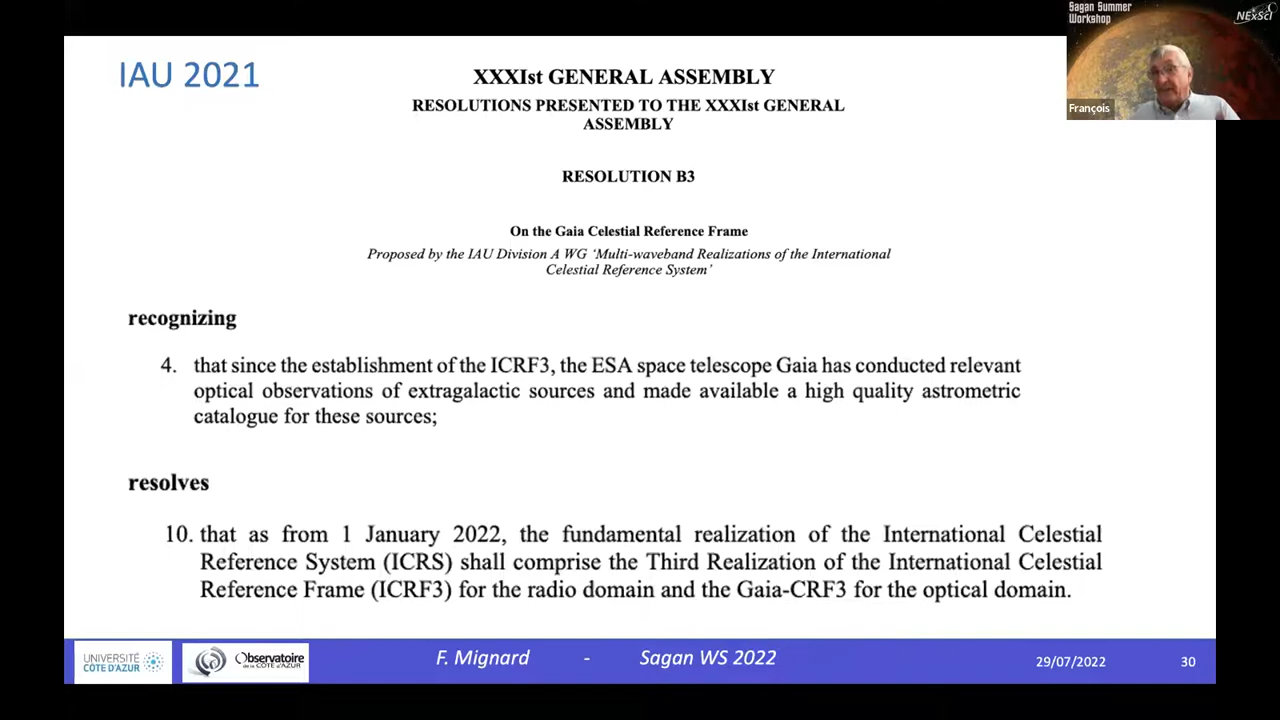 Sagan Summer
Workshop
NExScI
François
IAU 2021
XXXIst GENERAL ASSEMBLY
RESOLUTIONS PRESENTED TO THE XXXIst GENERAL
ASSEMBLY
RESOLUTION B3
On the Gaia Celestial Reference Frame
Proposed by the IAU Division A WG ‘Multi-waveband Realizations of the International
Celestial Reference System’
recognizing
4. that since the establishment of the ICRF3, the ESA space telescope Gaia has conducted relevant
optical observations of extragalactic sources and made available a high quality astrometric
catalogue for these sources;
resolves
10. that as from 1 January 2022, the fundamental realization of the International Celestial
Reference System (ICRS) shall comprise the Third Realization of the International Celestial
Reference Frame (ICRF3) for the radio domain and the Gaia-CRF3 for the optical domain.
UNIVERSITÉ
CÔTE D'AZUR
Observatoire
de la CÔTE d'AZUR
F. Mignard - Sagan WS 2022
29/07/2022
30